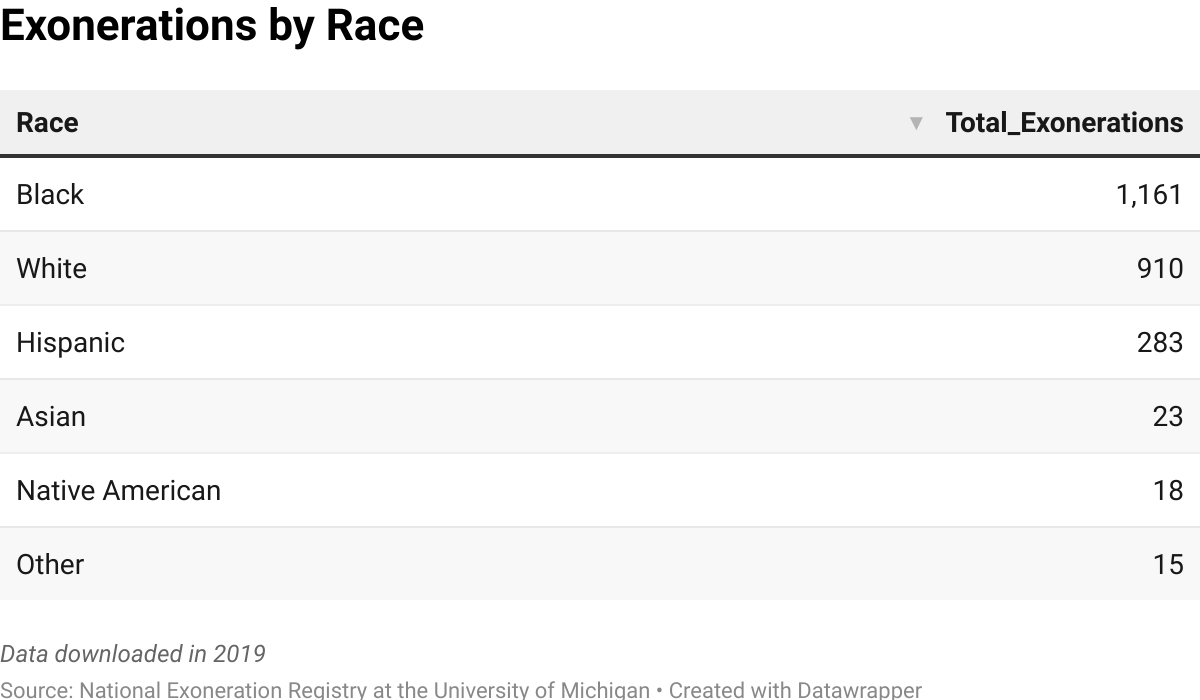 Exonerations by Race
Race ▼ Total_Exonerations
Black 1,161
White 910
Hispanic 283
Asian 23
Native American 18
Other 15
Data downloaded in 2019
Source: National Exoneration Registry at the University of Michigan • Created with Datawrapper